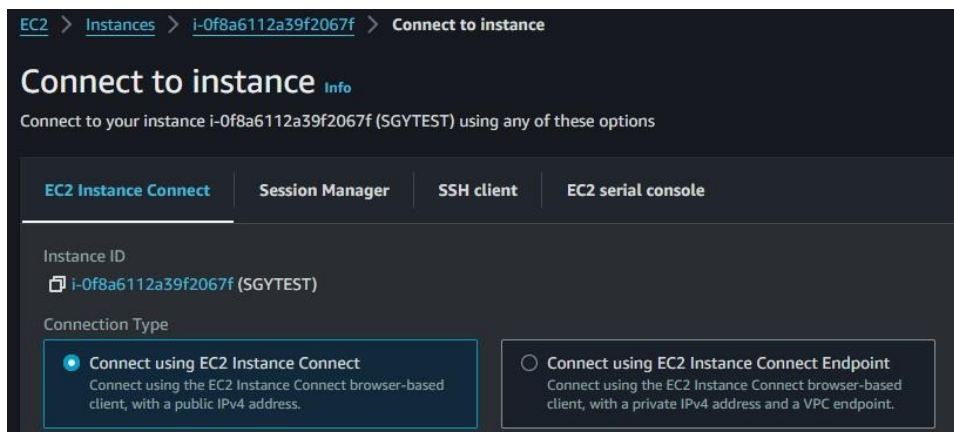 EC2 > Instances > i-0f8a6112a39f2067f > Connect to instance
Connect to instance Info
Connect to your instance i-0f8a6112a39f2067f (SGYTEST) using any of these options
EC2 Instance Connect Session Manager SSH client EC2 serial console
Instance ID
i-0f8a6112a39f2067f (SGYTEST)
Connection Type
Connect using EC2 Instance Connect
Connect using the EC2 Instance Connect browser-based
client, with a public IPv4 address.
Connect using EC2 Instance Connect Endpoint
Connect using the EC2 Instance Connect browser-based
client, with a private IPv4 address and a VPC endpoint.